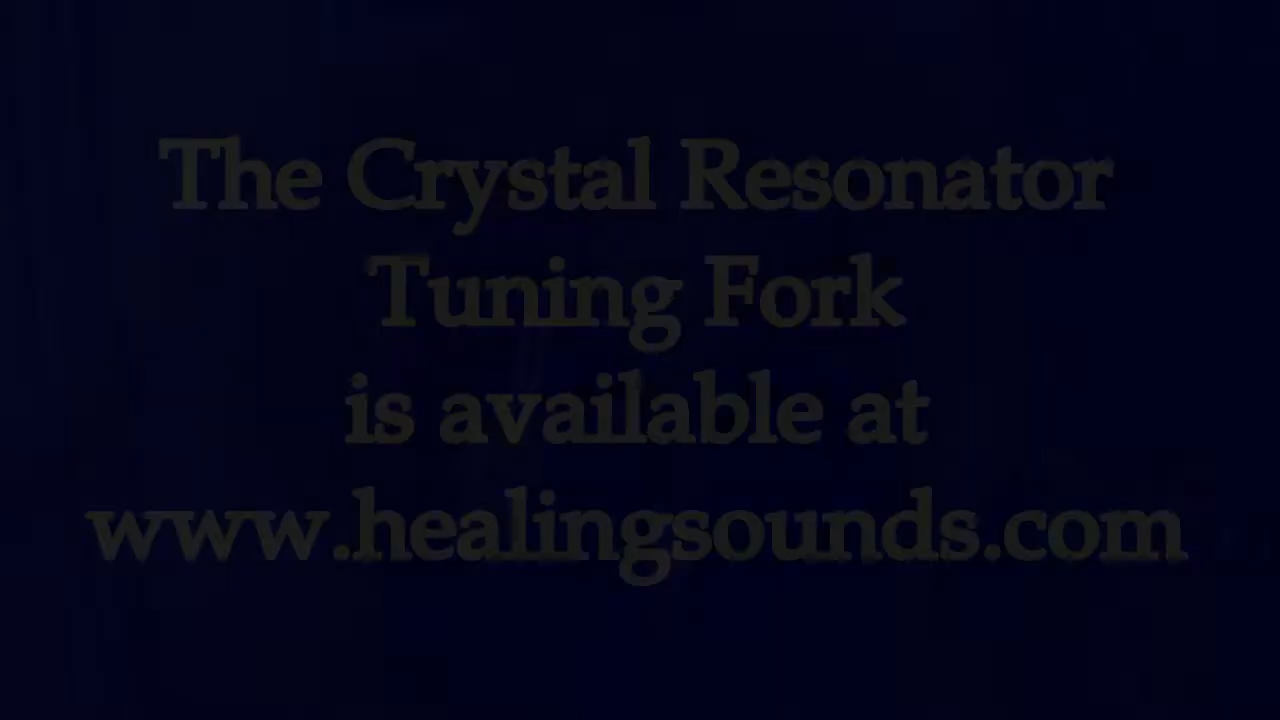 The Crystal Resonator
Tuning Fork
is available at
www.healingsounds.com